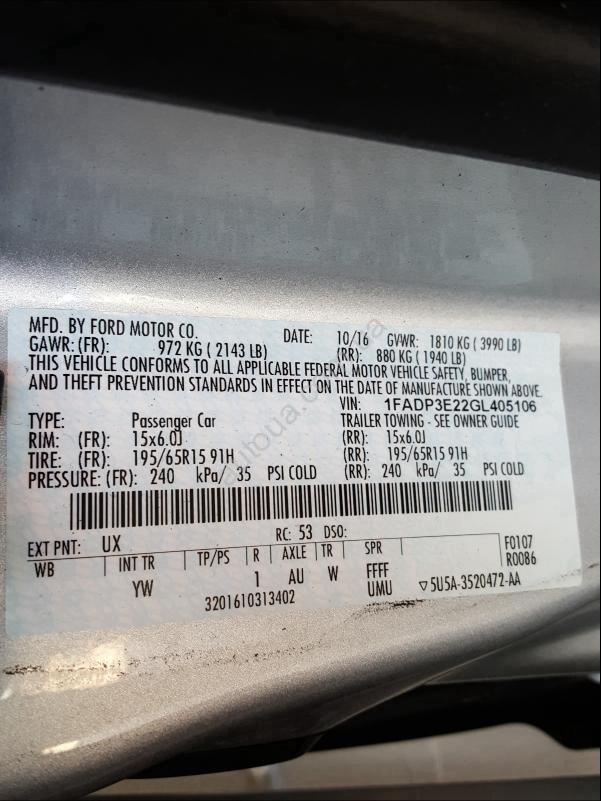 MFD. BY FORD MOTOR CO. DATE: 10/16 GVWR: 1810 KG ( 3990 LB)
GAWR: (FR): 972 KG ( 2143 LB) (RR): 880 KG ( 1940 LB)
THIS VEHICLE CONFORMS TO ALL APPLICABLE FEDERAL MOTOR VEHICLE SAFETY, BUMPER,
AND THEFT PREVENTION STANDARDS IN EFFECT ON THE DATE OF MANUFACTURE SHOWN ABOVE.
VIN: 1FADP3E22GL405106
TYPE: Passenger Car TRAILER TOWING - SEE OWNER GUIDE
RIM: (FR): 15x6.0J (RR): 15x6.0J
TIRE: (FR): 195/65R15 91H (RR): 195/65R15 91H
PRESSURE: (FR): 240 kPa/ 35 PSI COLD (RR): 240 kPa/ 35 PSI COLD
EXT PNT: UX RC: 53 DSO: F0107
WB INT TR TP/PS R AXLE TR SPR R0086
YW 1 AU W FFFF
3201610313402 UMU ▽5U5A-3520472-AA